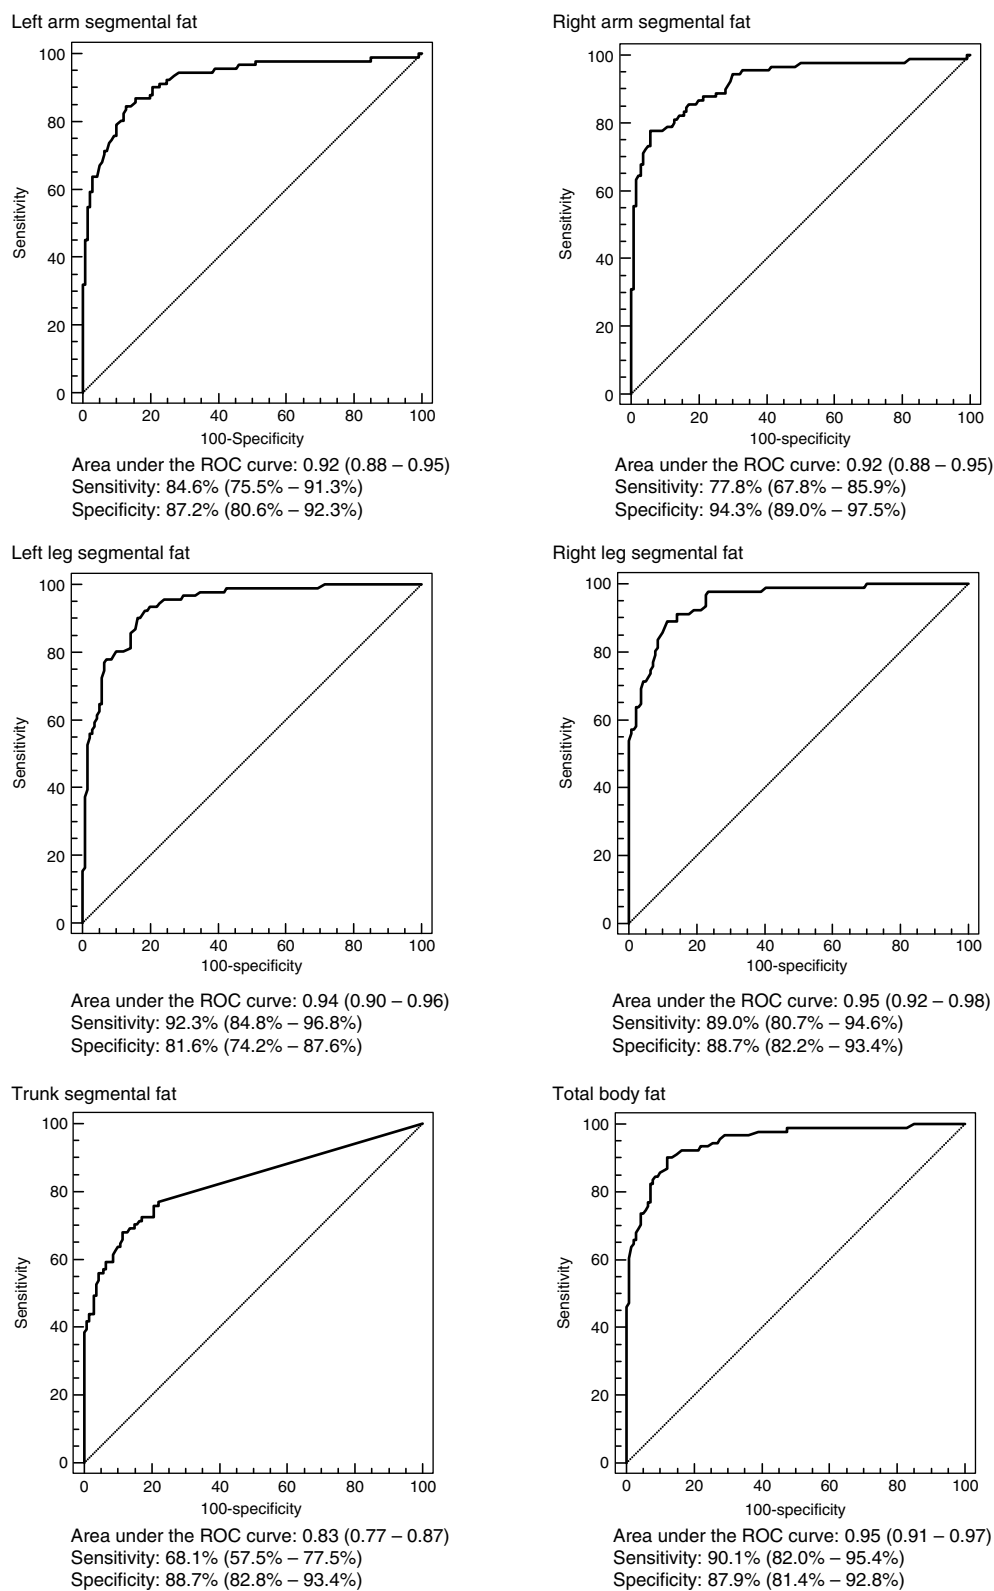 Left arm segmental fat
100
80
60
40
20
0
Sensitivity
0 20 40 60 80 100
100-Specificity
Area under the ROC curve: 0.92 (0.88 – 0.95)
Sensitivity: 84.6% (75.5% – 91.3%)
Specificity: 87.2% (80.6% – 92.3%)
Right arm segmental fat
100
80
60
40
20
0
Sensitivity
0 20 40 60 80 100
100-specificity
Area under the ROC curve: 0.92 (0.88 – 0.95)
Sensitivity: 77.8% (67.8% – 85.9%)
Specificity: 94.3% (89.0% – 97.5%)
Left leg segmental fat
100
80
60
40
20
0
Sensitivity
0 20 40 60 80 100
100-specificity
Area under the ROC curve: 0.94 (0.90 – 0.96)
Sensitivity: 92.3% (84.8% – 96.8%)
Specificity: 81.6% (74.2% – 87.6%)
Right leg segmental fat
100
80
60
40
20
0
Sensitivity
0 20 40 60 80 100
100-specificity
Area under the ROC curve: 0.95 (0.92 – 0.98)
Sensitivity: 89.0% (80.7% – 94.6%)
Specificity: 88.7% (82.2% – 93.4%)
Trunk segmental fat
100
80
60
40
20
0
Sensitivity
0 20 40 60 80 100
100-specificity
Area under the ROC curve: 0.83 (0.77 – 0.87)
Sensitivity: 68.1% (57.5% – 77.5%)
Specificity: 88.7% (82.8% – 93.4%)
Total body fat
100
80
60
40
20
0
Sensitivity
0 20 40 60 80 100
100-specificity
Area under the ROC curve: 0.95 (0.91 – 0.97)
Sensitivity: 90.1% (82.0% – 95.4%)
Specificity: 87.9% (81.4% – 92.8%)